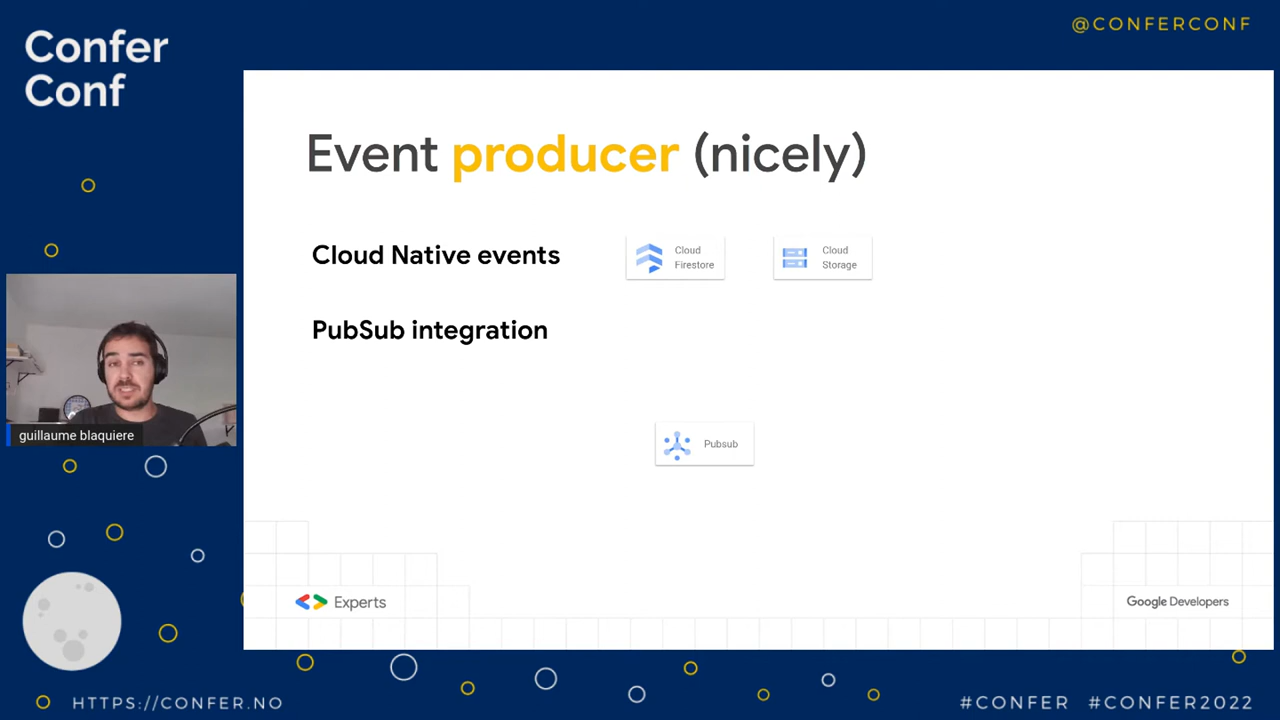 Confer
Conf
@CONFERCONF
Event producer (nicely)
Cloud Native events
Cloud
Firestore
Cloud
Storage
PubSub integration
Pubsub
guillaume blaquiere
Experts
Google Developers
HTTPS://CONFER.NO
#CONFER #CONFER2022